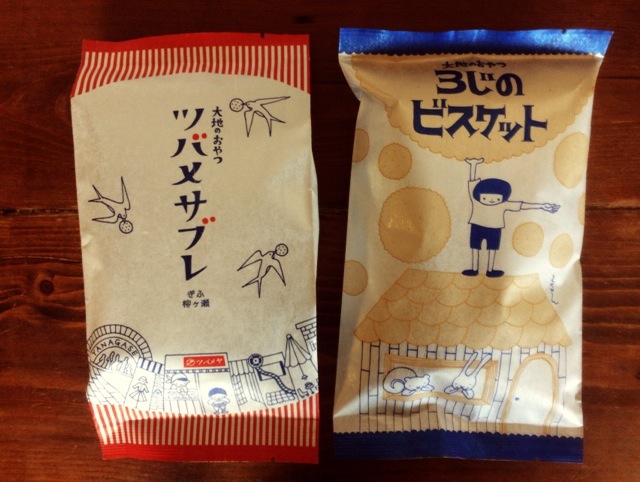 大地のおやつ
ツバメサブレ
ぎふ
柳ヶ瀬
YANAGASE
ツバメヤ
大地のおやつ
3じの
ビスケット